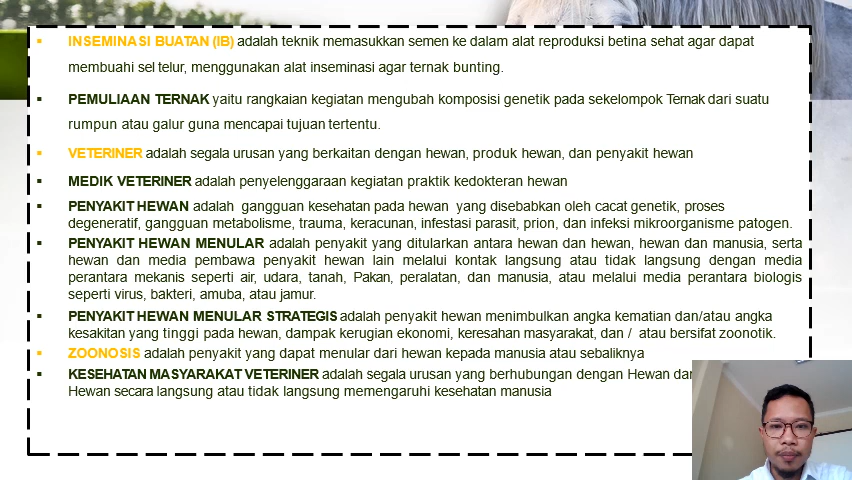 ▪ INSEMINASI BUATAN (IB) adalah teknik memasukkan semen ke dalam alat reproduksi betina sehat agar dapat
membuahi sel telur, menggunakan alat inseminasi agar ternak bunting.
▪ PEMULIAAN TERNAK yaitu rangkaian kegiatan mengubah komposisi genetik pada sekelompok Ternak dari suatu
rumpun atau galur guna mencapai tujuan tertentu.
▪ VETERINER adalah segala urusan yang berkaitan dengan hewan, produk hewan, dan penyakit hewan
▪ MEDIK VETERINER adalah penyelenggaraan kegiatan praktik kedokteran hewan
▪ PENYAKIT HEWAN adalah gangguan kesehatan pada hewan yang disebabkan oleh cacat genetik, proses
degeneratif, gangguan metabolisme, trauma, keracunan, infestasi parasit, prion, dan infeksi mikroorganisme patogen.
▪ PENYAKIT HEWAN MENULAR adalah penyakit yang ditularkan antara hewan dan hewan, hewan dan manusia, serta
hewan dan media pembawa penyakit hewan lain melalui kontak langsung atau tidak langsung dengan media
perantara mekanis seperti air, udara, tanah, Pakan, peralatan, dan manusia, atau melalui media perantara biologis
seperti virus, bakteri, amuba, atau jamur.
▪ PENYAKIT HEWAN MENULAR STRATEGIS adalah penyakit hewan menimbulkan angka kematian dan/atau angka
kesakitan yang tinggi pada hewan, dampak kerugian ekonomi, keresahan masyarakat, dan / atau bersifat zoonotik.
▪ ZOONOSIS adalah penyakit yang dapat menular dari hewan kepada manusia atau sebaliknya
▪ KESEHATAN MASYARAKAT VETERINER adalah segala urusan yang berhubungan dengan Hewan dan
Hewan secara langsung atau tidak langsung memengaruhi kesehatan manusia